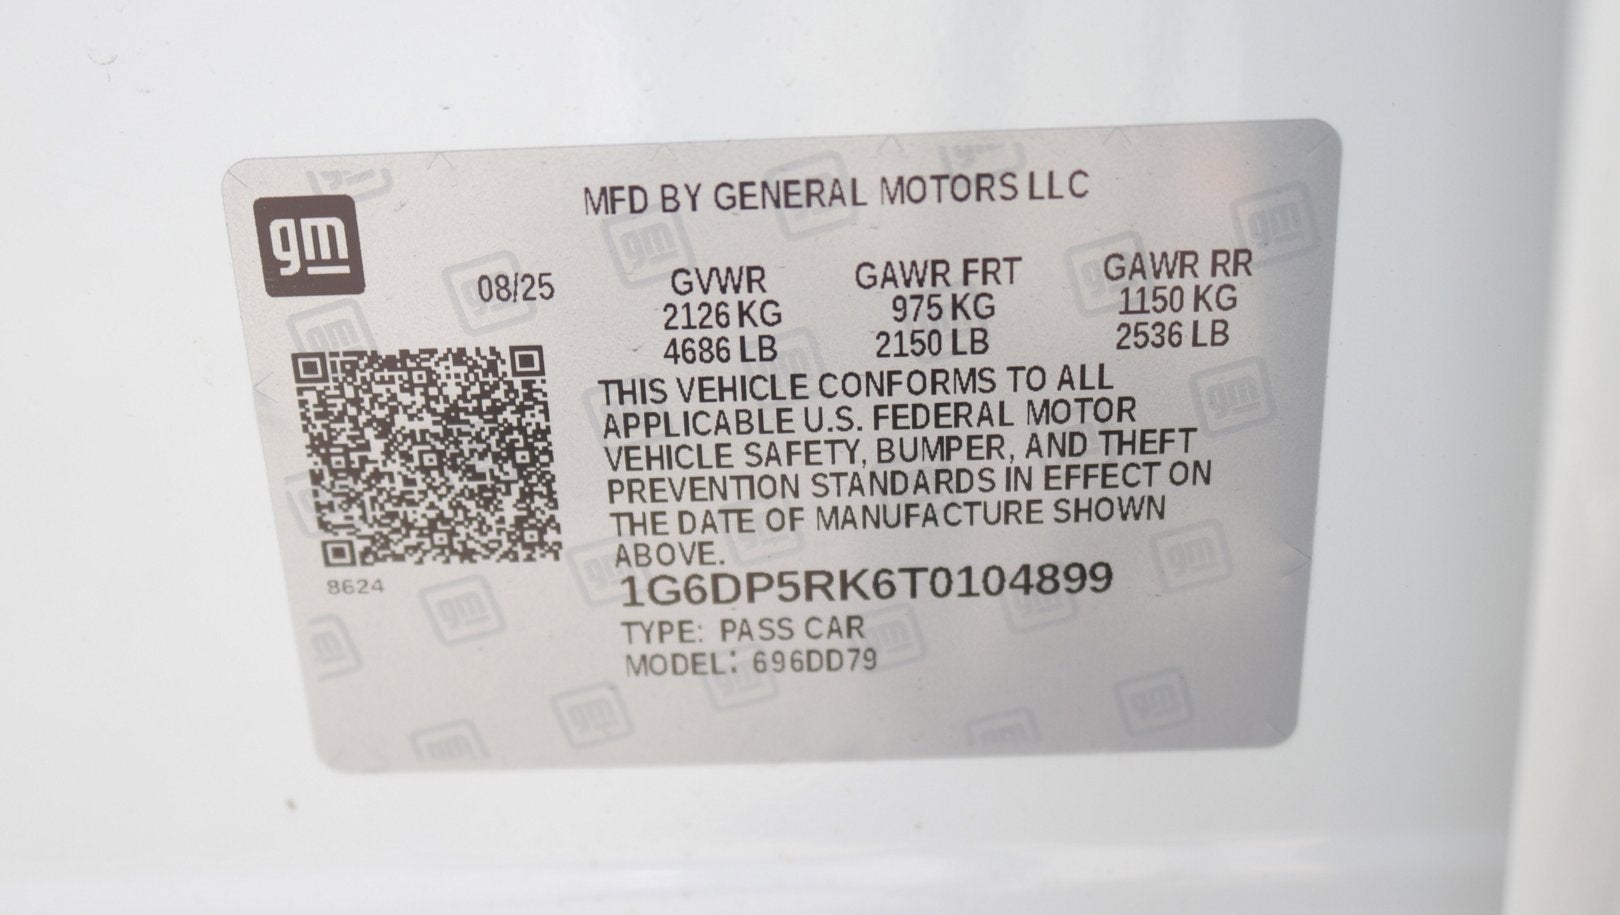 gm
MFD BY GENERAL MOTORS LLC
08/25
GVWR GAWR FRT GAWR RR
2126 KG 975 KG 1150 KG
4686 LB 2150 LB 2536 LB
THIS VEHICLE CONFORMS TO ALL
APPLICABLE U.S. FEDERAL MOTOR
VEHICLE SAFETY, BUMPER, AND THEFT
PREVENTION STANDARDS IN EFFECT ON
THE DATE OF MANUFACTURE SHOWN
ABOVE.
8624
1G6DP5RK6T0104899
TYPE: PASS CAR
MODEL: 696DD79